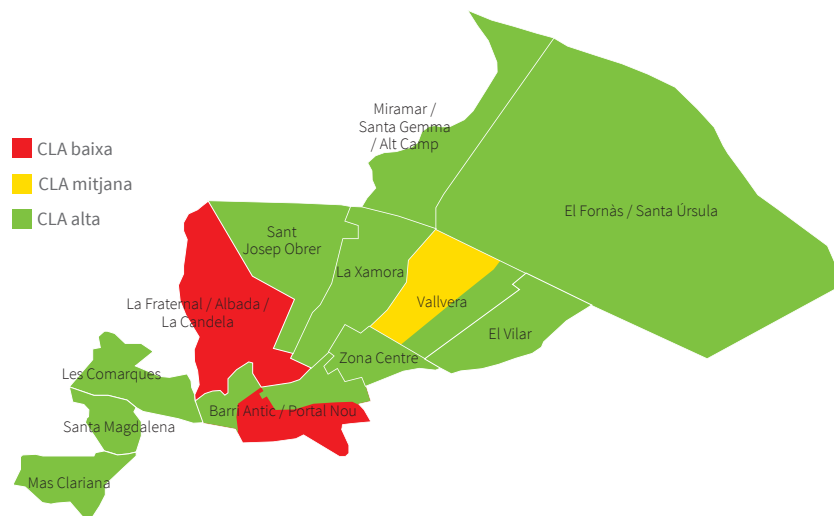 Miramar /
Santa Gemma
/ Alt Camp
CLA baixa
CLA mitjana
CLA alta
El Fornàs / Santa Úrsula
Sant
Josep Obrer
La Xamora
La Fraternal / Albada /
La Candela
Vallvera
El Vilar
Zona Centre
Les Comarques
Barri Antic / Portal Nou
Santa Magdalena
Mas Clariana